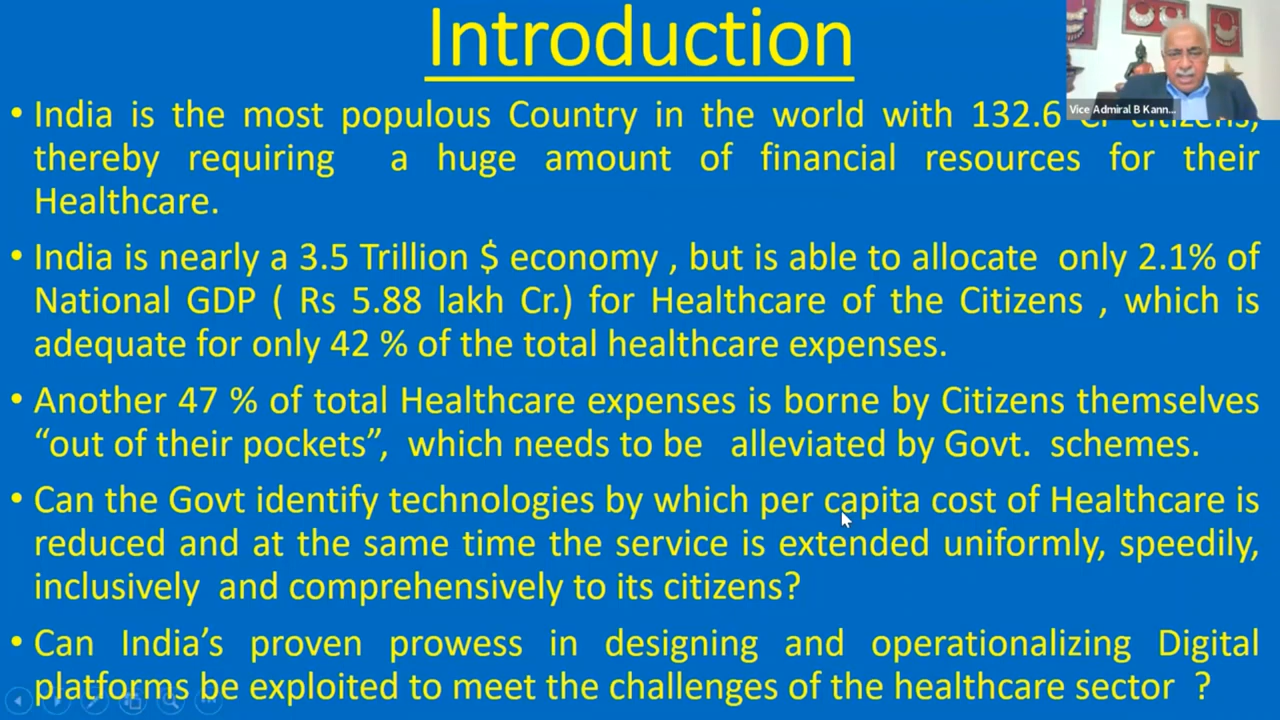 Introduction
Vice Admiral B Kann...
• India is the most populous Country in the world with 132.6 Cr citizens,
thereby requiring a huge amount of financial resources for their
Healthcare.
• India is nearly a 3.5 Trillion $ economy , but is able to allocate only 2.1% of
National GDP ( Rs 5.88 lakh Cr.) for Healthcare of the Citizens , which is
adequate for only 42 % of the total healthcare expenses.
• Another 47 % of total Healthcare expenses is borne by Citizens themselves
“out of their pockets”, which needs to be alleviated by Govt. schemes.
• Can the Govt identify technologies by which per capita cost of Healthcare is
reduced and at the same time the service is extended uniformly, speedily,
inclusively and comprehensively to its citizens?
• Can India’s proven prowess in designing and operationalizing Digital
platforms be exploited to meet the challenges of the healthcare sector ?